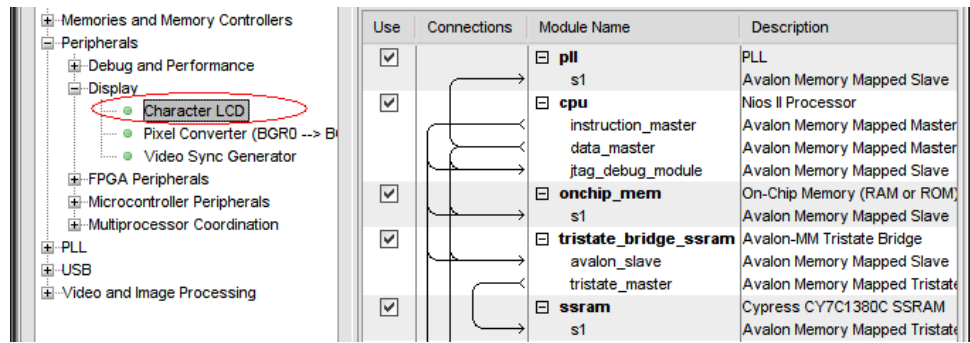 Memories and Memory Controllers
Peripherals
Debug and Performance
Display
Character LCD
Pixel Converter (BGR0 --> B
Video Sync Generator
FPGA Peripherals
Microcontroller Peripherals
Multiprocessor Coordination
PLL
USB
Video and Image Processing
Use Connections Module Name Description
pll PLL
s1 Avalon Memory Mapped Slave
cpu Nios II Processor
instruction_master Avalon Memory Mapped Master
data_master Avalon Memory Mapped Master
jtag_debug_module Avalon Memory Mapped Slave
onchip_mem On-Chip Memory (RAM or ROM)
s1 Avalon Memory Mapped Slave
tristate_bridge_ssram Avalon-MM Tristate Bridge
avalon_slave Avalon Memory Mapped Slave
tristate_master Avalon Memory Mapped Tristate
ssram Cypress CY7C1380C SSRAM
s1 Avalon Memory Mapped Tristate